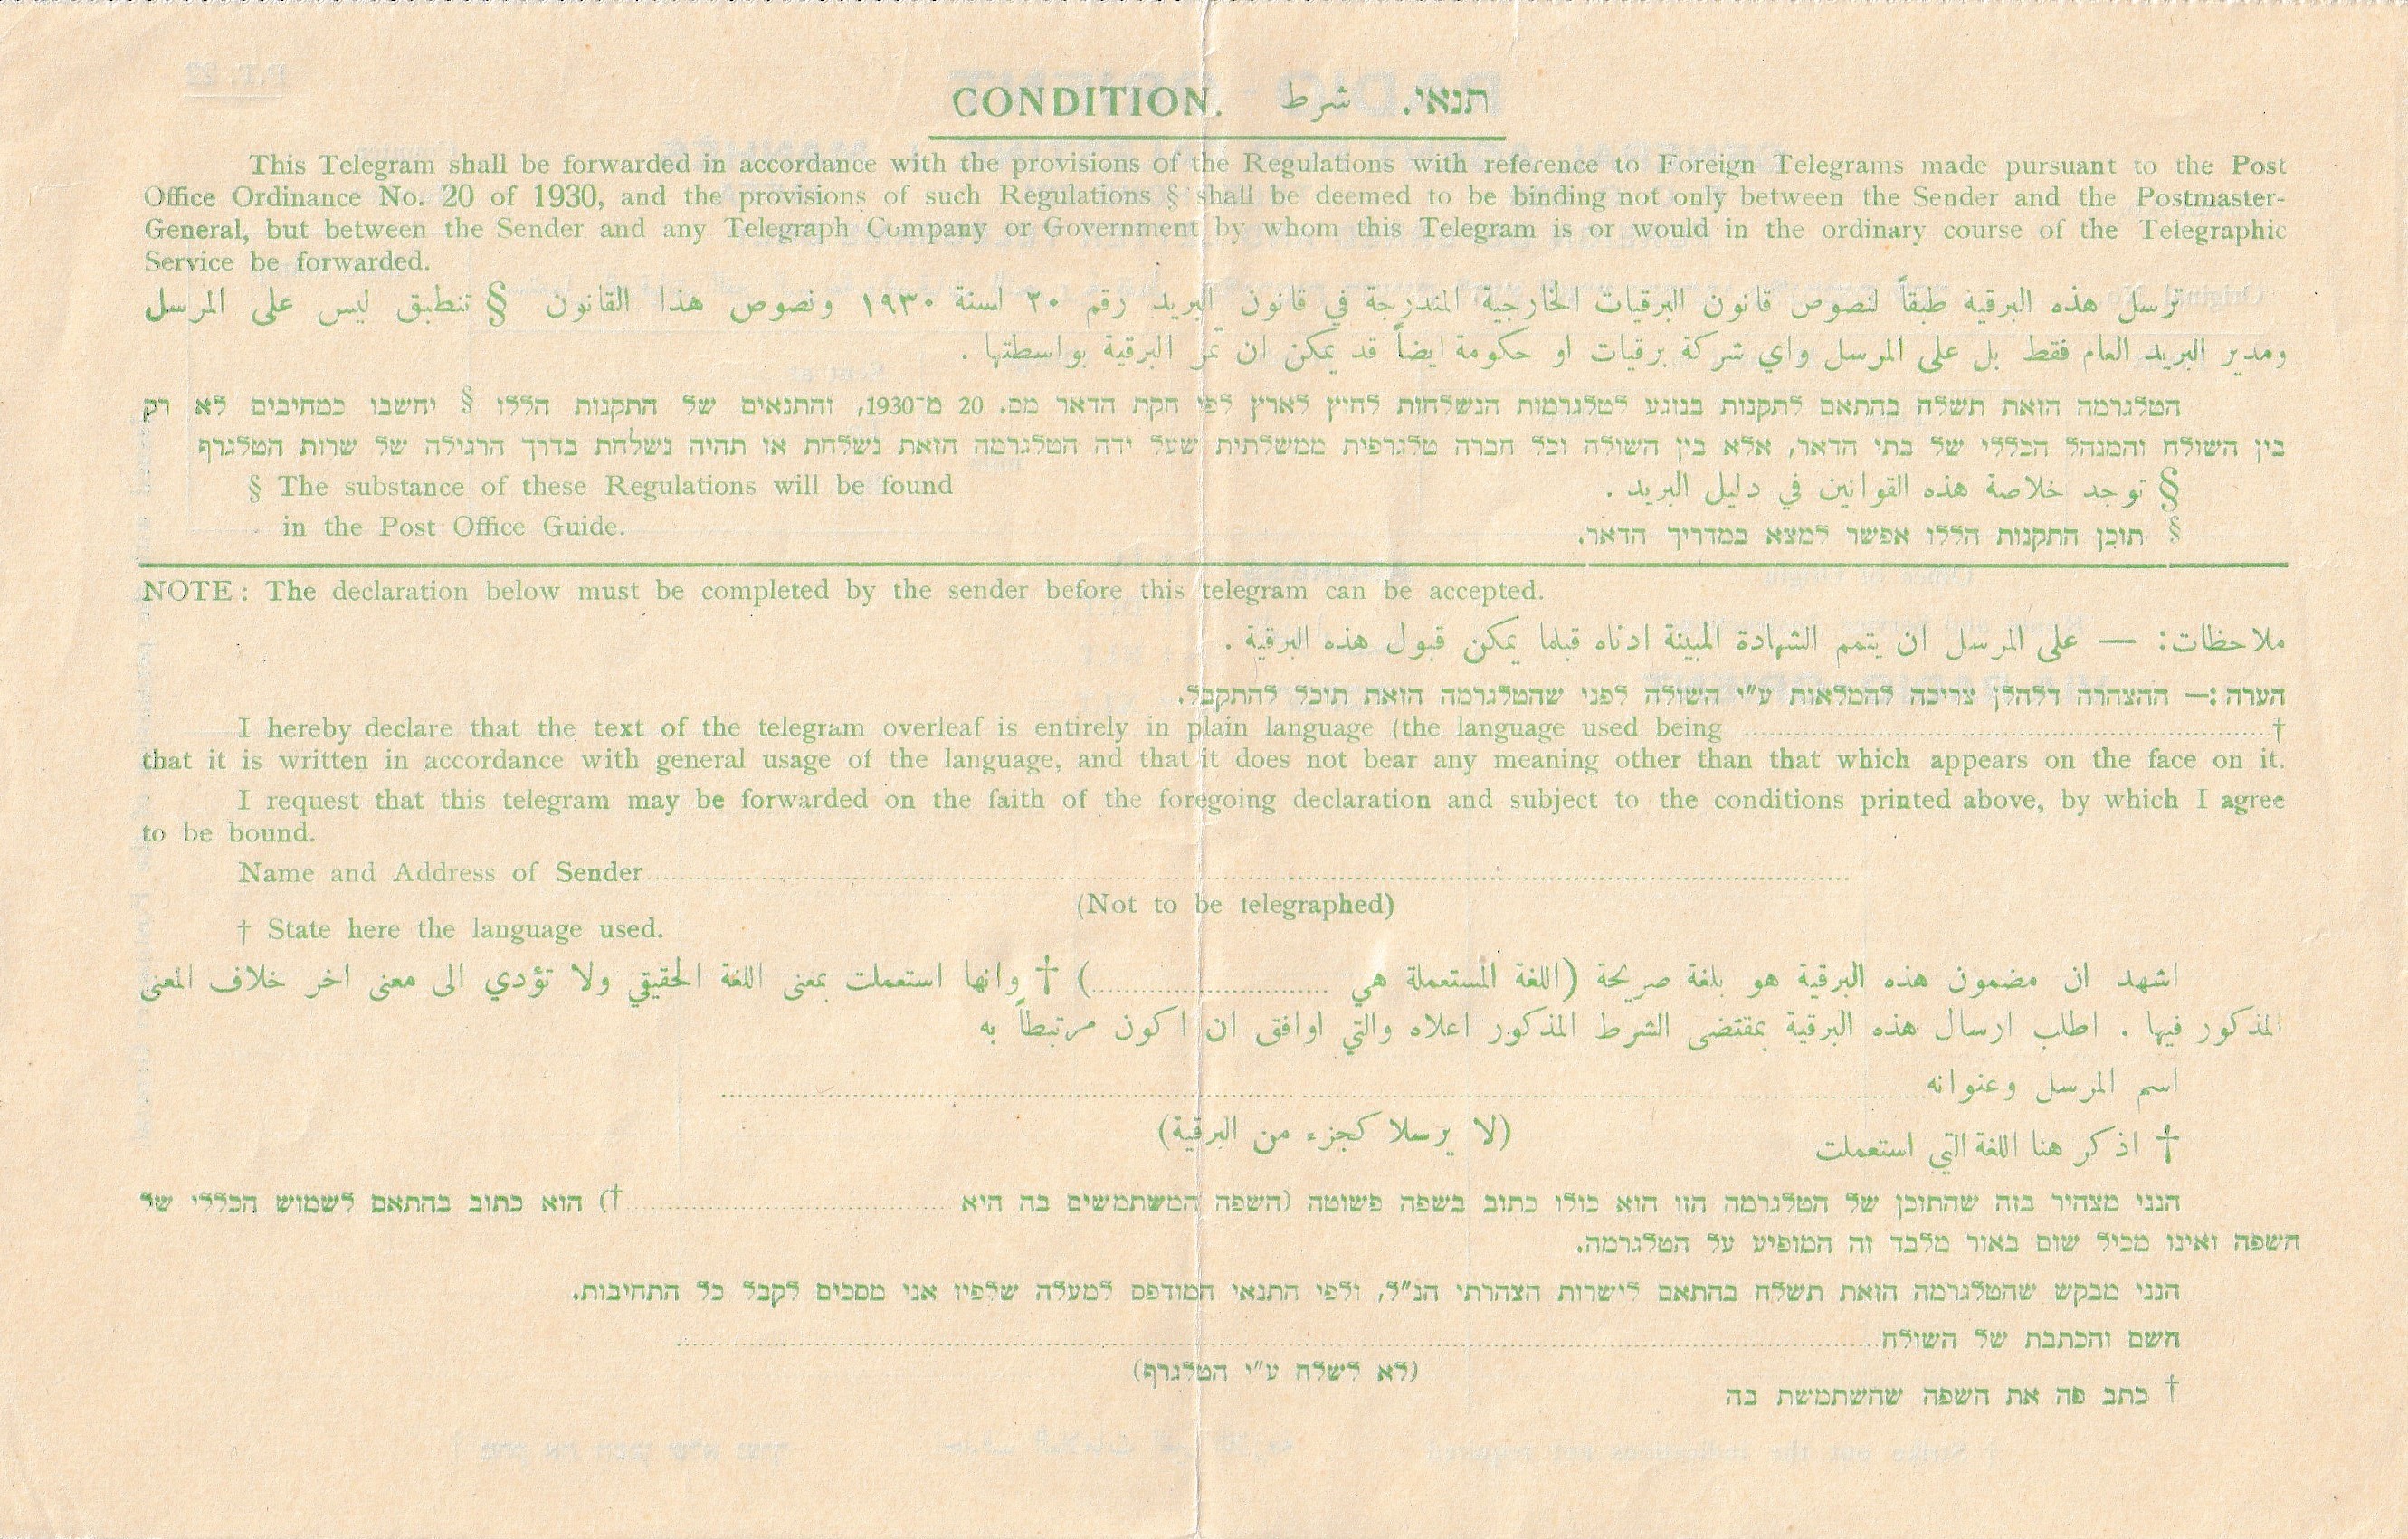 CONDITION. شرط תנאי.
This Telegram shall be forwarded in accordance with the provisions of the Regulations with reference to Foreign Telegrams made pursuant to the Post
Office Ordinance No. 20 of 1930, and the provisions of such Regulations § shall be deemed to be binding not only between the Sender and the Postmaster-
General, but between the Sender and any Telegraph Company or Government by whom this Telegram is or would in the ordinary course of the Telegraphic
Service be forwarded.
ترسل هذه البرقية طبقاً لنصوص قانون البرقيات الخارجية المندرجة في قانون البريد رقم ٢٠ لسنة ١٩٣٠ ونصوص هذا القانون § تنطبق ليس على المرسل
ومدير البريد العام فقط بل على المرسل واي شركة برقيات او حكومة ايضاً قد يمكن ان تمر البرقية بواسطتها .
הטלגרמה הזאת תשלח בהתאם לתקנות בנוגע לטלגרמות הנשלחות לחוץ לארץ לפי חקת הדאר מס. 20 מ־1930, והתנאים של התקנות הללו § יחשבו כמחיבים לא רק
בין השולח והמנהל הכללי של בתי הדאר, אלא בין השולח וכל חברה טלגרפית ממשלתית שעל ידה הטלגרמה הזאת נשלחת או תהיה נשלחת בדרך הרגילה של שרות הטלגרף
§ The substance of these Regulations will be found § توجد خلاصة هذه القوانين في دليل البريد .
in the Post Office Guide. § תוכן התקנות הללו אפשר למצא במדריך הדאר.
NOTE: The declaration below must be completed by the sender before this telegram can be accepted.
ملاحظات: — على المرسل ان يتمم الشهادة المبينة ادناه قبلما يمكن قبول هذه البرقية .
הערה:— ההצהרה דלהלן צריכה להמלאות ע״י השולח לפני שהטלגרמה הזאת תוכל להתקבל.
I hereby declare that the text of the telegram overleaf is entirely in plain language (the language used being ........ †
that it is written in accordance with general usage of the language, and that it does not bear any meaning other than that which appears on the face on it.
I request that this telegram may be forwarded on the faith of the foregoing declaration and subject to the conditions printed above, by which I agree
to be bound.
Name and Address of Sender........
(Not to be telegraphed)
† State here the language used.
اشهد ان مضمون هذه البرقية هو بلغة صريحة (اللغة المستعملة هي ........) † وانها استعملت بمعنى اللغة الحقيقي ولا تؤدي الى معنى اخر خلاف المعنى
المذكور فيها . اطلب ارسال هذه البرقية بمقتضى الشرط المذكور اعلاه والتي اوافق ان اكون مرتبطاً به
اسم المرسل وعنوانه........
(لا يرسلا كجزء من البرقية)
† اذكر هنا اللغة التي استعملت
הנני מצהיר בזה שהתוכן של הטלגרמה הזו הוא כולו כתוב בשפה פשוטה (השפה המשתמשים בה היא ........†) הוא כתוב בהתאם לשמוש הכללי של
השפה ואינו מכיל שום באור מלבד זה המופיע על הטלגרמה.
הנני מבקש שהטלגרמה הזאת תשלח בהתאם לישרות הצהרתי הנ״ל, ולפי התנאי המודפס למעלה שלפיו אני מסכים לקבל כל התחיבות.
השם והכתבת של השולח........
(לא לשלח ע״י הטלגרף)
† כתב פה את השפה שהשתמשת בה